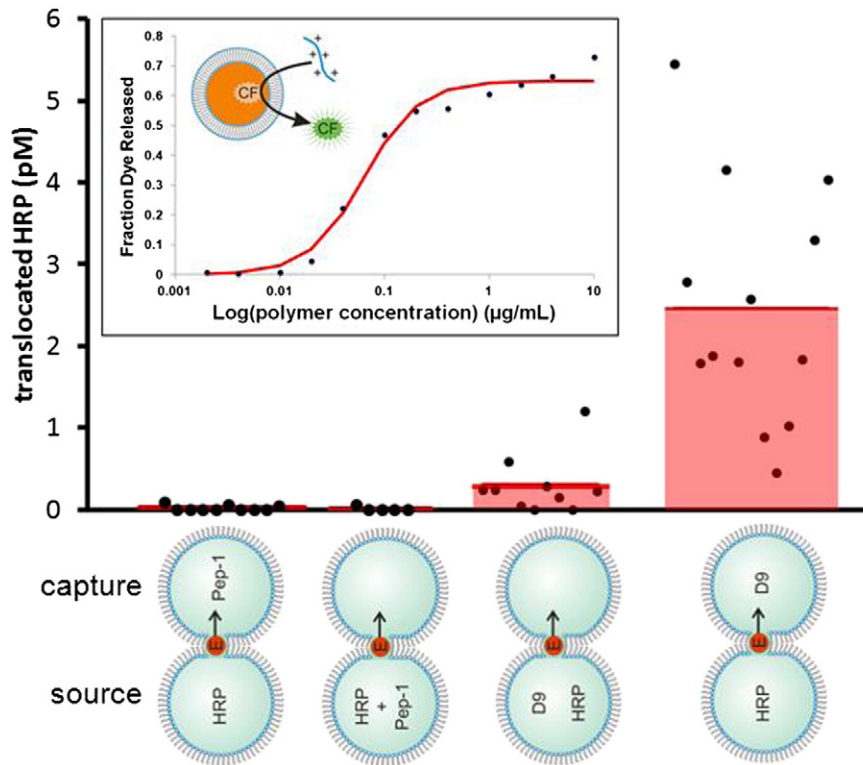 translocated HRP (pM)
6
5
4
3
2
1
0
Fraction Dye Released
0.8
0.7
0.6
0.5
0.4
0.3
0.2
0.1
0
CF
+ + + +
CF
0.001 0.01 0.1 1 10
Log(polymer concentration) (µg/mL)
capture
Pep-1
D9
E E E E
source
HRP
HRP
+
Pep-1
D9
HRP
HRP